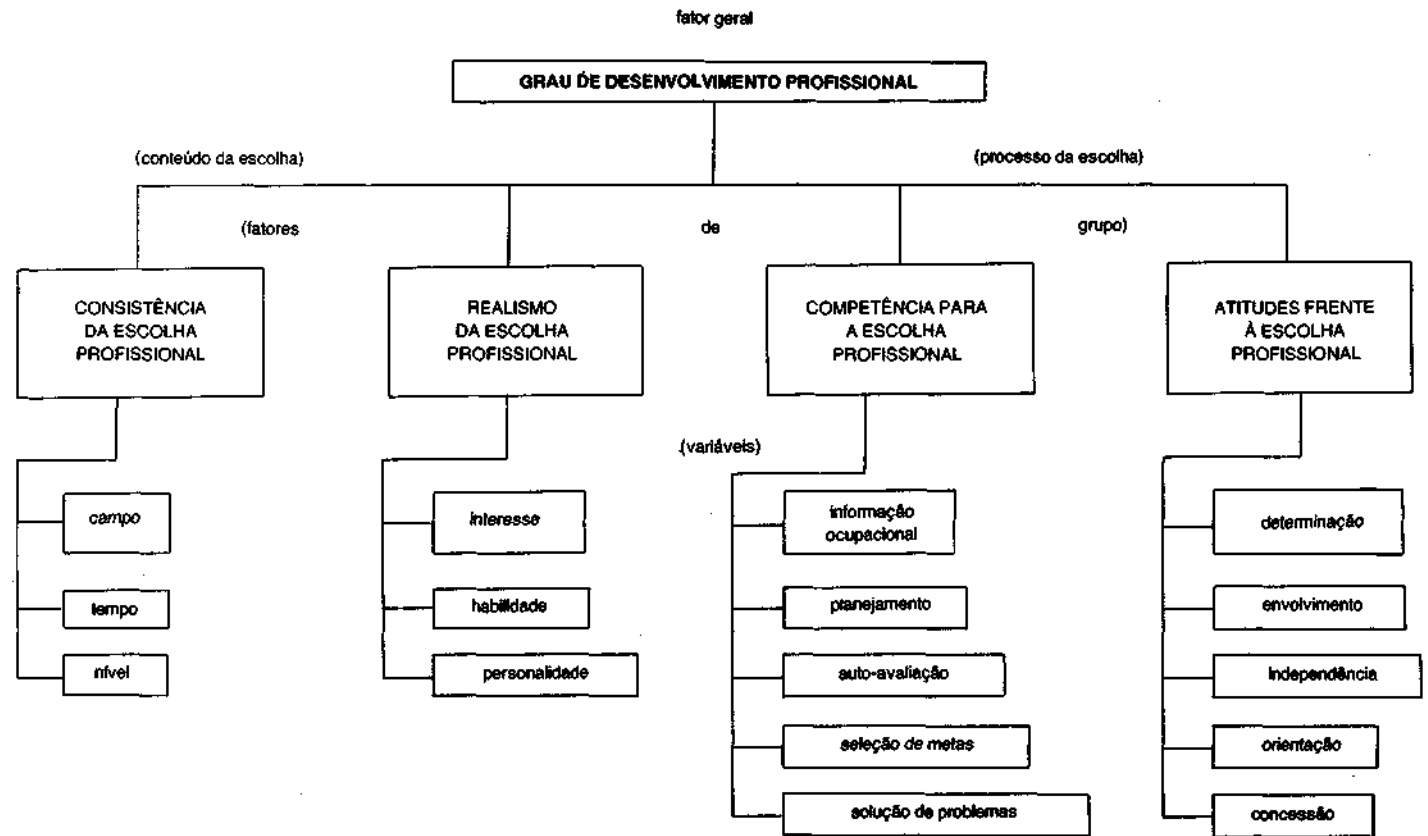 fator geral
GRAU DE DESENVOLVIMENTO PROFISSIONAL
(conteúdo da escolha)
(processo da escolha)
(fatores de grupo)
CONSISTÊNCIA
DA ESCOLHA
PROFISSIONAL
REALISMO
DA ESCOLHA
PROFISSIONAL
COMPETÊNCIA PARA
A ESCOLHA
PROFISSIONAL
ATITUDES FRENTE
À ESCOLHA
PROFISSIONAL
campo
tempo
nível
interesse
habilidade
personalidade
(variáveis)
informação
ocupacional
planejamento
auto-avaliação
seleção de metas
solução de problemas
determinação
envolvimento
independência
orientação
concessão